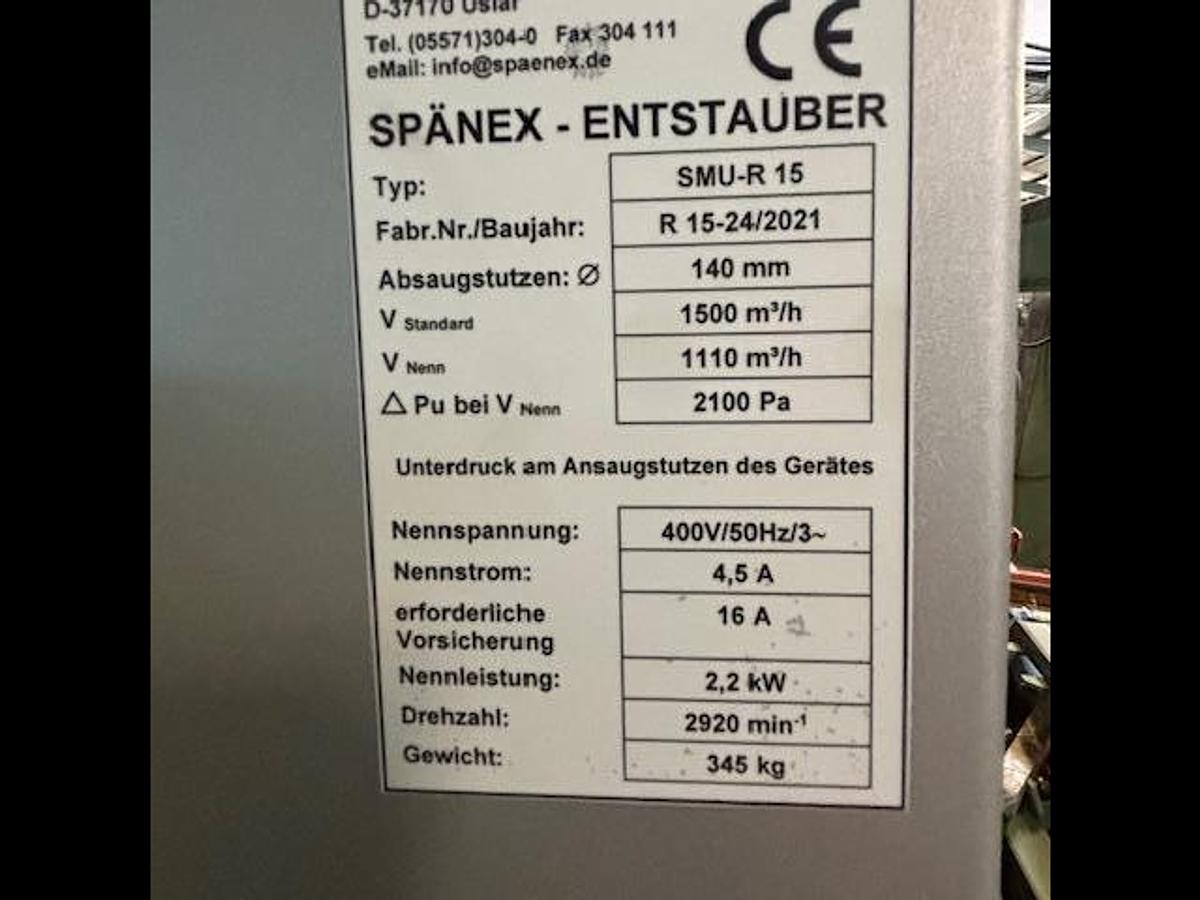 D-37170 Uslar
Tel. (05571)304-0 Fax 304 111
eMail: info@spaenex.de
CE
SPÄNEX - ENTSTAUBER
Typ: SMU-R 15
Fabr.Nr./Baujahr: R 15-24/2021
Absaugstutzen: Ø 140 mm
V Standard 1500 m³/h
V Nenn 1110 m³/h
△ Pu bei V Nenn 2100 Pa
Unterdruck am Ansaugstutzen des Gerätes
Nennspannung: 400V/50Hz/3~
Nennstrom: 4,5 A
erforderliche 16 A
Vorsicherung
Nennleistung: 2,2 kW
Drehzahl: 2920 min⁻¹
Gewicht: 345 kg